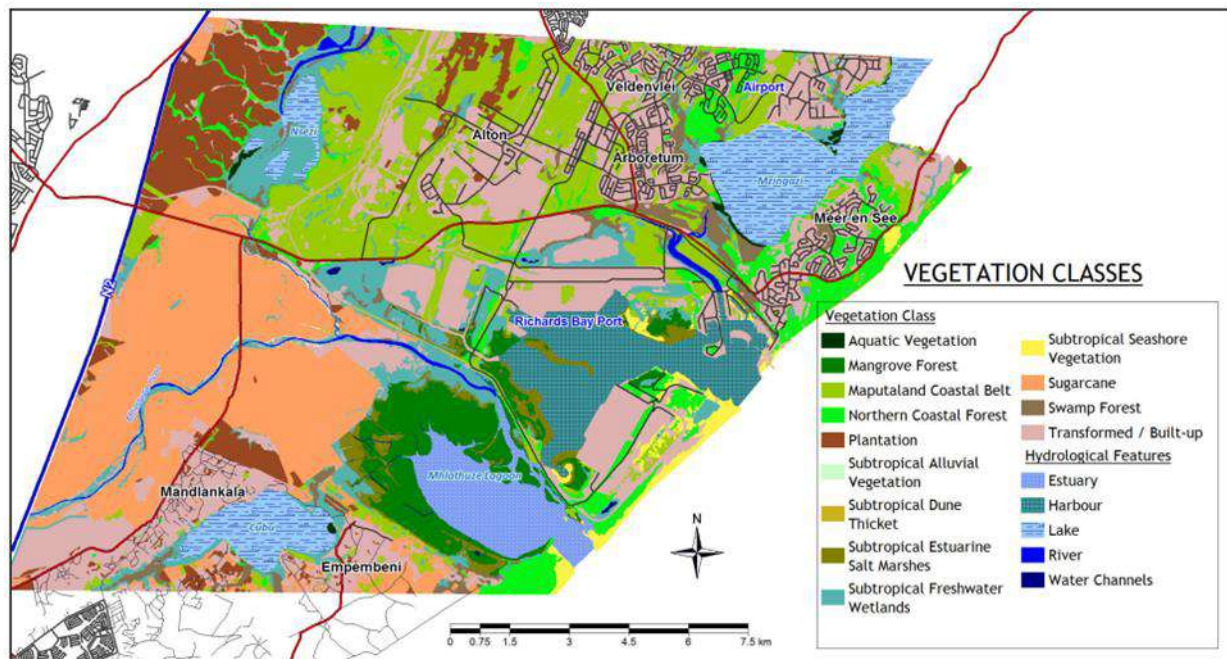 Veldenvlei
Airport
Nsezi
Alton
Arboretum
Mzingazi
Meer en See
N2
Richards Bay Port
Mhlathuze Lagoon
Mandlankala
Cubu
Empembeni
N
0 0.75 1.5 3 4.5 6 7.5 km
VEGETATION CLASSES
Vegetation Class
Aquatic Vegetation
Mangrove Forest
Maputaland Coastal Belt
Northern Coastal Forest
Plantation
Subtropical Alluvial
Vegetation
Subtropical Dune
Thicket
Subtropical Estuarine
Salt Marshes
Subtropical Freshwater
Wetlands
Subtropical Seashore
Vegetation
Sugarcane
Swamp Forest
Transformed / Built-up
Hydrological Features
Estuary
Harbour
Lake
River
Water Channels